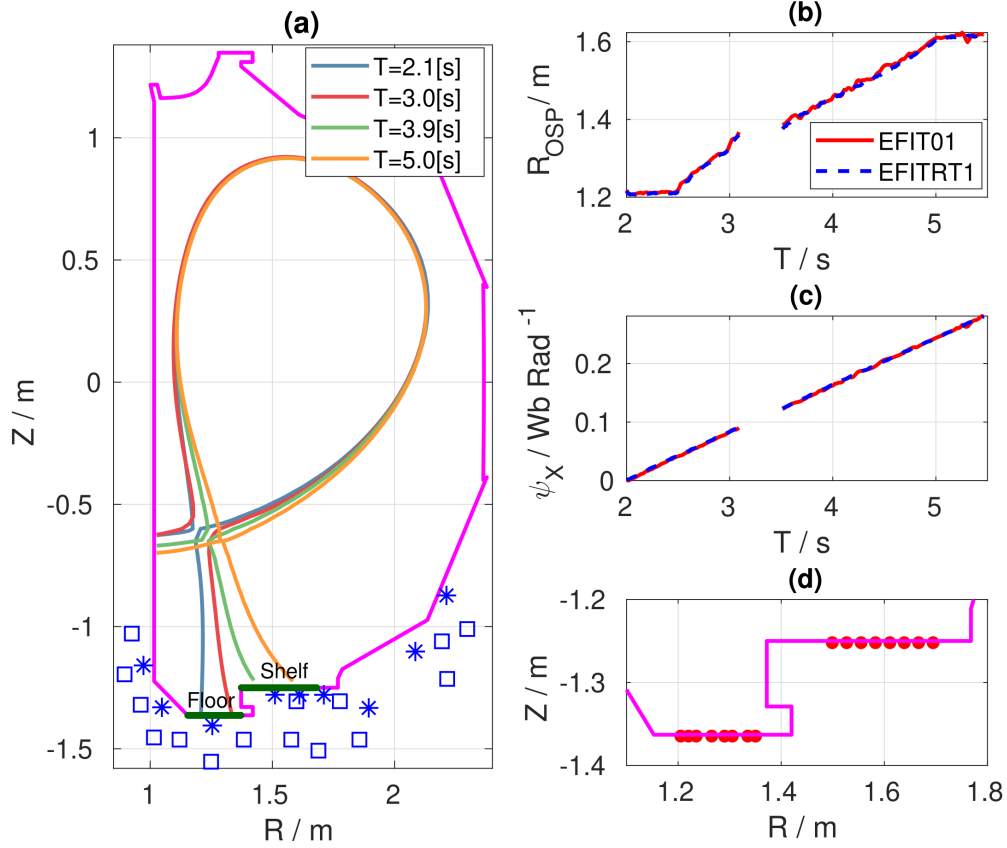 (a)
T=2.1[s]
T=3.0[s]
T=3.9[s]
T=5.0[s]
1
0.5
0
-0.5
-1
-1.5
Z / m
Shelf
Floor
1
1.5
2
R / m
(b)
1.6
1.4
1.2
R_OSP / m
EFIT01
EFITRT1
2
3
4
5
T / s
(c)
0.2
0.1
0
ψ_X / Wb Rad^-1
2
3
4
5
T / s
(d)
-1.2
-1.3
-1.4
Z / m
1.2
1.4
1.6
1.8
R / m